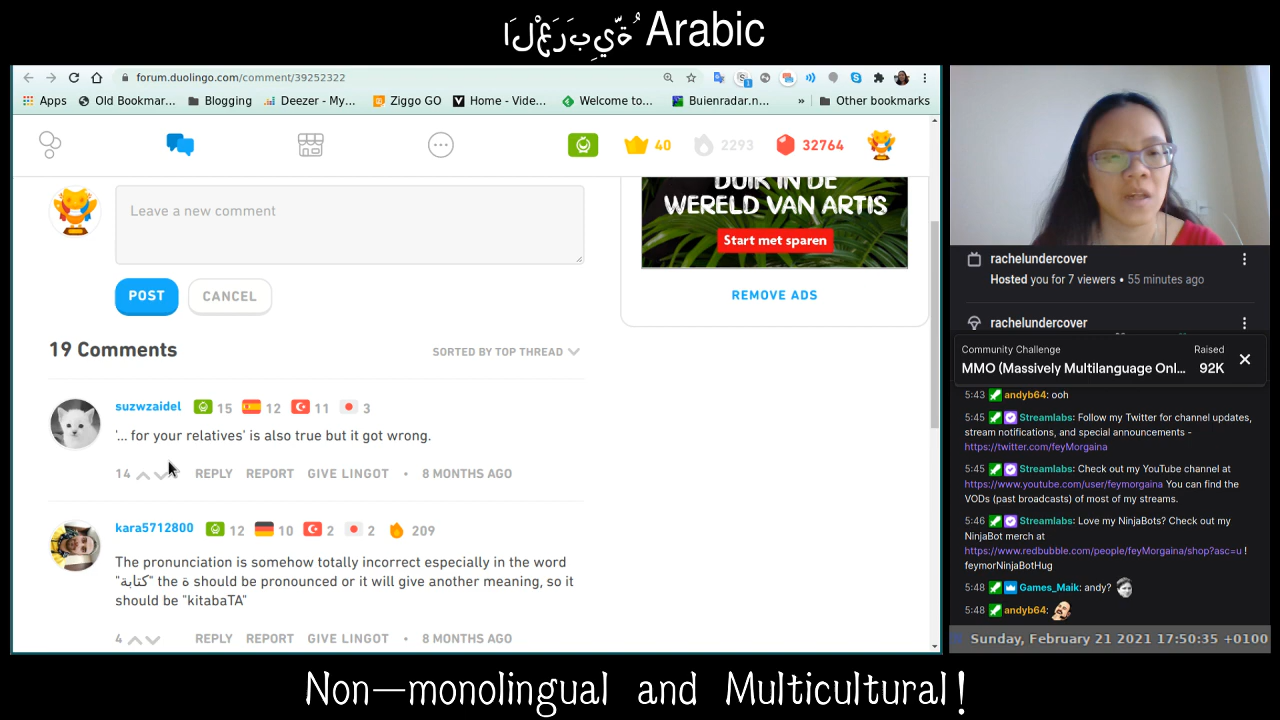 اَلْعَرَبِيَّةُ Arabic
forum.duolingo.com/comment/39252322
Apps Old Bookmar... Blogging Deezer - My... Ziggo GO Home - Vide... Welcome to... Buienradar.n... » Other bookmarks
40 2293 32764
Leave a new comment
POST CANCEL
DUIK IN DE
WERELD VAN ARTIS
Start met sparen
REMOVE ADS
19 Comments
SORTED BY TOP THREAD
suzwzaidel 15 12 11 3
'... for your relatives' is also true but it got wrong.
14 REPLY REPORT GIVE LINGOT • 8 MONTHS AGO
kara5712800 12 10 2 2 209
The pronunciation is somehow totally incorrect especially in the word
"كتابة" the ة should be pronounced or it will give another meaning, so it
should be "kitabaTA"
4 REPLY REPORT GIVE LINGOT • 8 MONTHS AGO
rachelundercover
Hosted you for 7 viewers • 55 minutes ago
rachelundercover
Community Challenge Raised
MMO (Massively Multilanguage Onl... 92K
5:43 andyb64: ooh
5:45 Streamlabs: Follow my Twitter for channel updates,
stream notifications, and special announcements -
https://twitter.com/feyMorgaina
5:45 Streamlabs: Check out my YouTube channel at
https://www.youtube.com/user/feymorgaina You can find the
VODs (past broadcasts) of most of my streams.
5:46 Streamlabs: Love my NinjaBots? Check out my
NinjaBot merch at
https://www.redbubble.com/people/feyMorgaina/shop?asc=u !
feymorNinjaBotHug
5:48 Games_Maik: andy?
5:48 andyb64:
Sunday, February 21 2021 17:50:35 +0100
Non-monolingual and Multicultural!